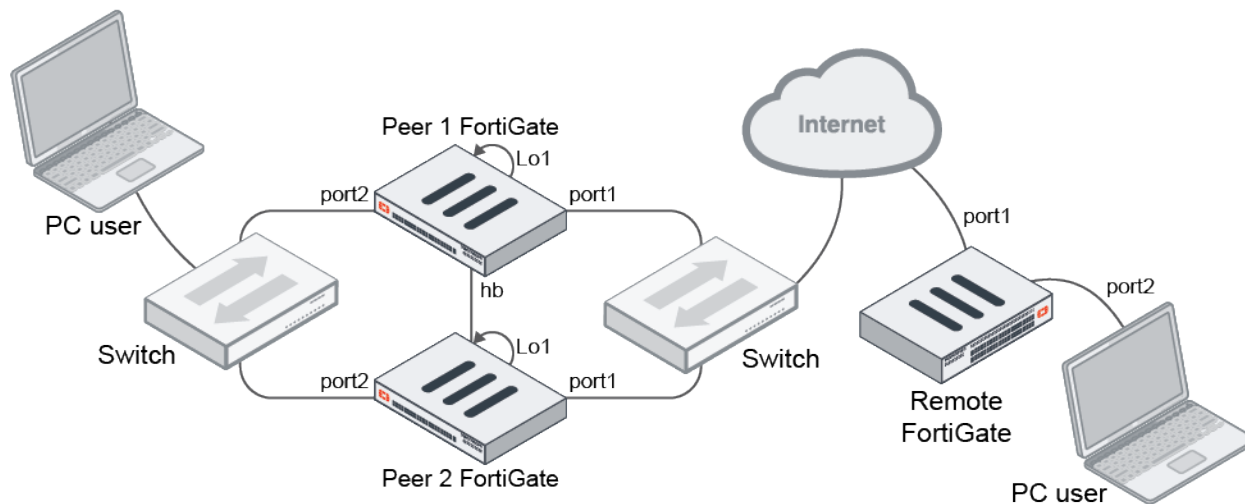 Peer 1 FortiGate
Internet
Lo1
port2
port1
PC user
port1
hb
port2
Switch
Lo1
Switch
port2
port1
Remote
FortiGate
Peer 2 FortiGate
PC user